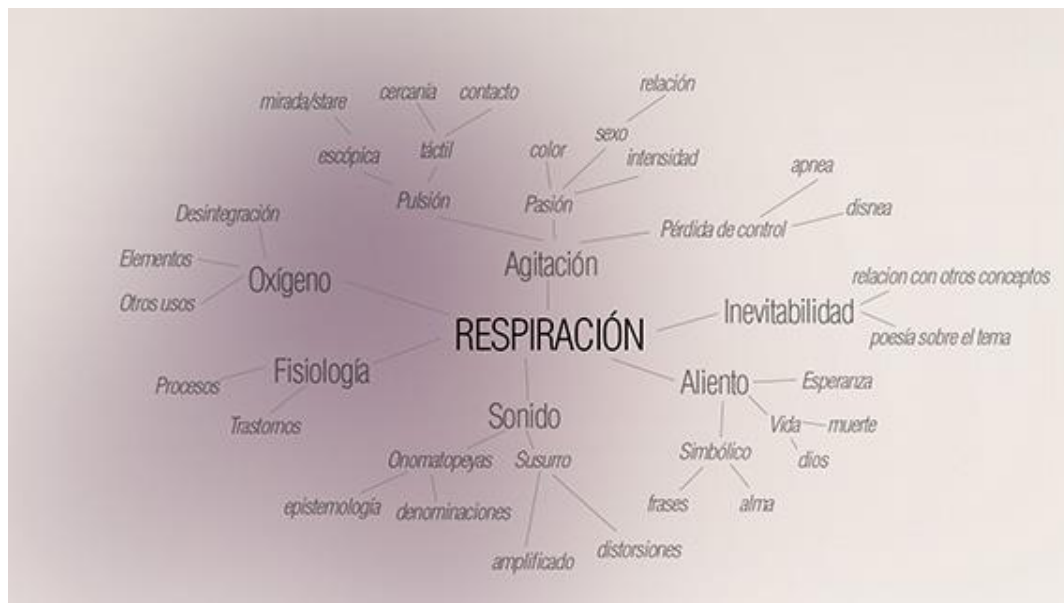 relación
mirada/stare
cercanía
contacto
sexo
escópica
táctil
color
intensidad
apnea
Pulsión
Pasión
disnea
Desintegración
Pérdida de control
Elementos
Agitación
relacion con otros conceptos
Oxígeno
Otros usos
Inevitabilidad
RESPIRACIÓN
poesía sobre el tema
Fisiología
Procesos
Aliento
Esperanza
Sonido
Trastornos
Vida
muerte
Simbólico
Onomatopeyas
Susurro
dios
epistemología
denominaciones
frases
alma
amplificado
distorsiones